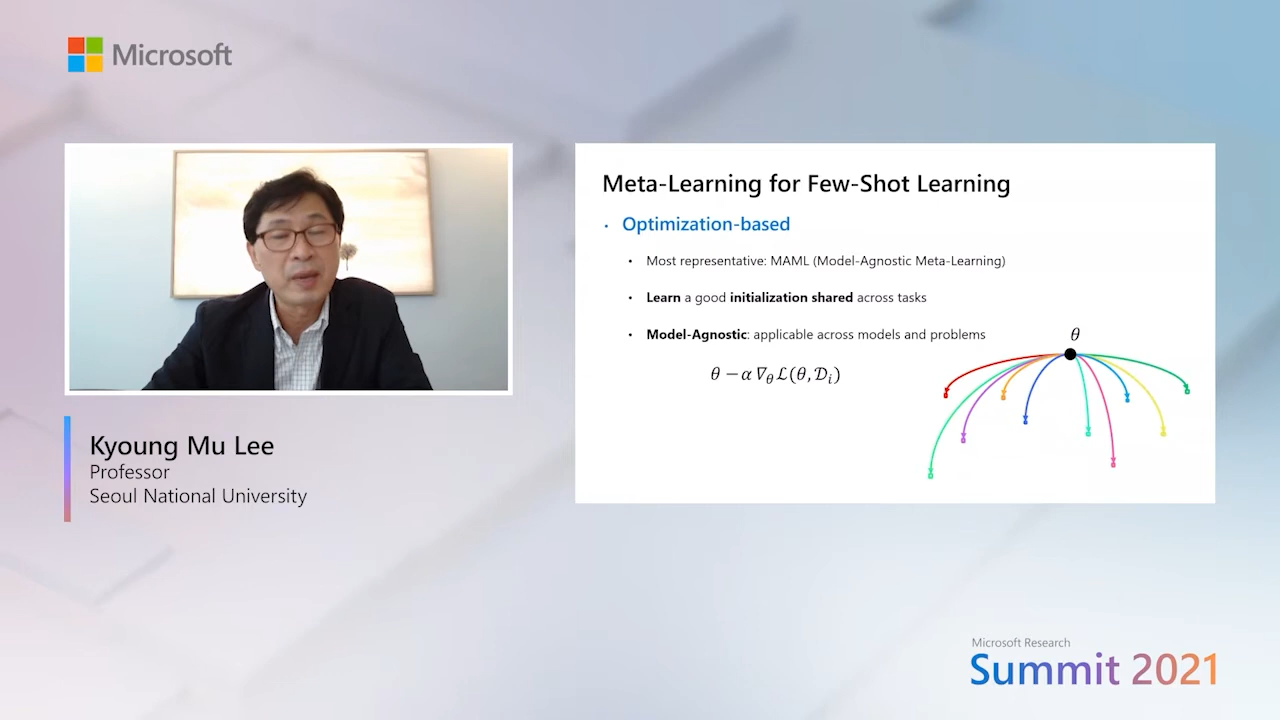 Microsoft
Meta-Learning for Few-Shot Learning
• Optimization-based
• Most representative: MAML (Model-Agnostic Meta-Learning)
• Learn a good initialization shared across tasks
• Model-Agnostic: applicable across models and problems
θ
θ − α ∇θ ℒ(θ, 𝒟i)
Kyoung Mu Lee
Professor
Seoul National University
Microsoft Research
Summit 2021